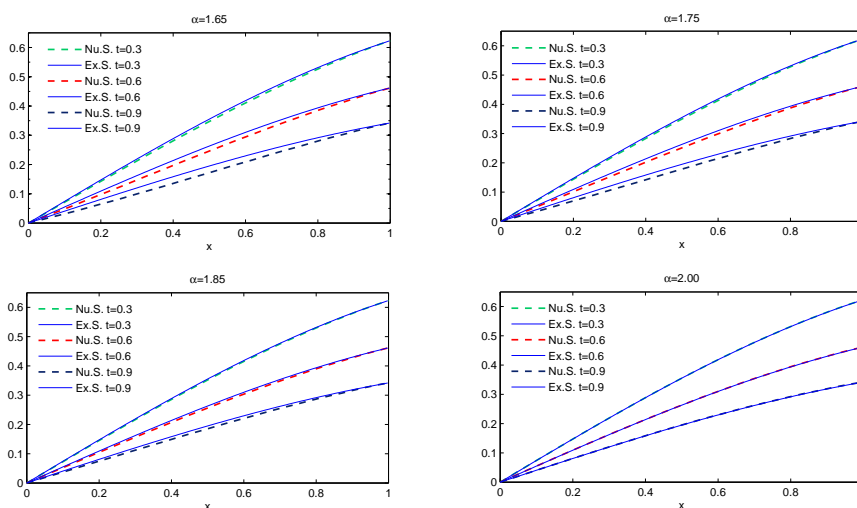 α=1.65
0.6
0.5
0.4
0.3
0.2
0.1
0
Nu.S. t=0.3
Ex.S. t=0.3
Nu.S. t=0.6
Ex.S. t=0.6
Nu.S. t=0.9
Ex.S. t=0.9
0 0.2 0.4 0.6 0.8 1
x
α=1.75
0.6
0.5
0.4
0.3
0.2
0.1
0
Nu.S. t=0.3
Ex.S. t=0.3
Nu.S. t=0.6
Ex.S. t=0.6
Nu.S. t=0.9
Ex.S. t=0.9
0 0.2 0.4 0.6 0.8
x
α=1.85
0.6
0.5
0.4
0.3
0.2
0.1
0
Nu.S. t=0.3
Ex.S. t=0.3
Nu.S. t=0.6
Ex.S. t=0.6
Nu.S. t=0.9
Ex.S. t=0.9
0 0.2 0.4 0.6 0.8 1
x
α=2.00
0.6
0.5
0.4
0.3
0.2
0.1
0
Nu.S. t=0.3
Ex.S. t=0.3
Nu.S. t=0.6
Ex.S. t=0.6
Nu.S. t=0.9
Ex.S. t=0.9
0 0.2 0.4 0.6 0.8
x